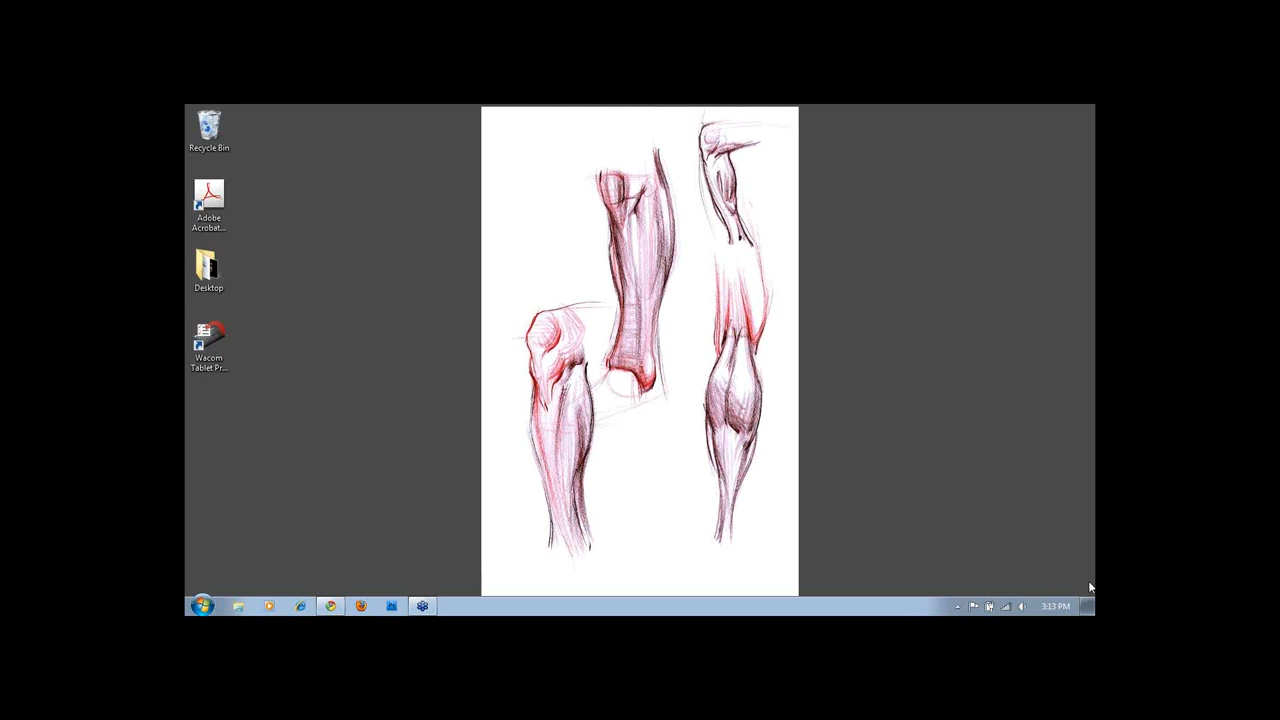 Recycle Bin
Adobe
Acrobat...
Desktop
Wacom
Tablet Pr...
3:13 PM